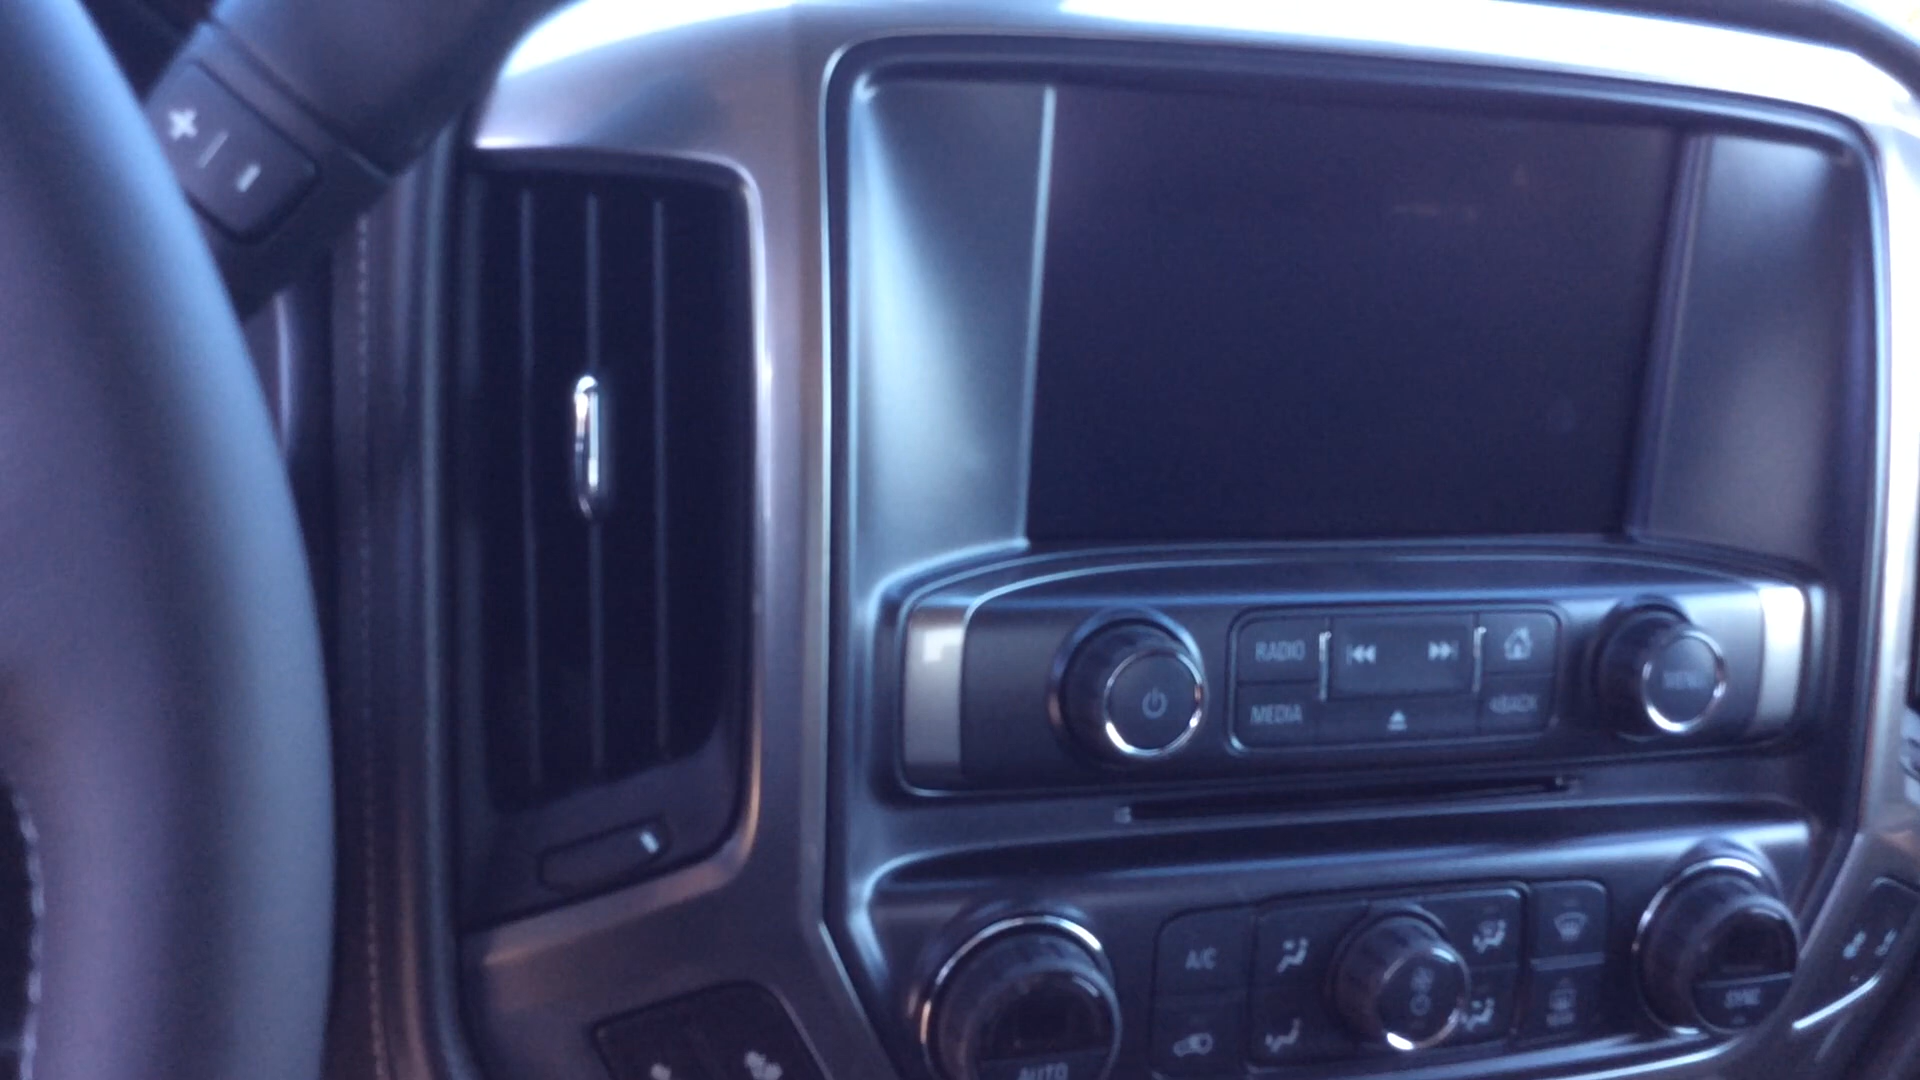 + | -
RADIO
MEDIA
BACK
MENU
A/C
AUTO
SYNC